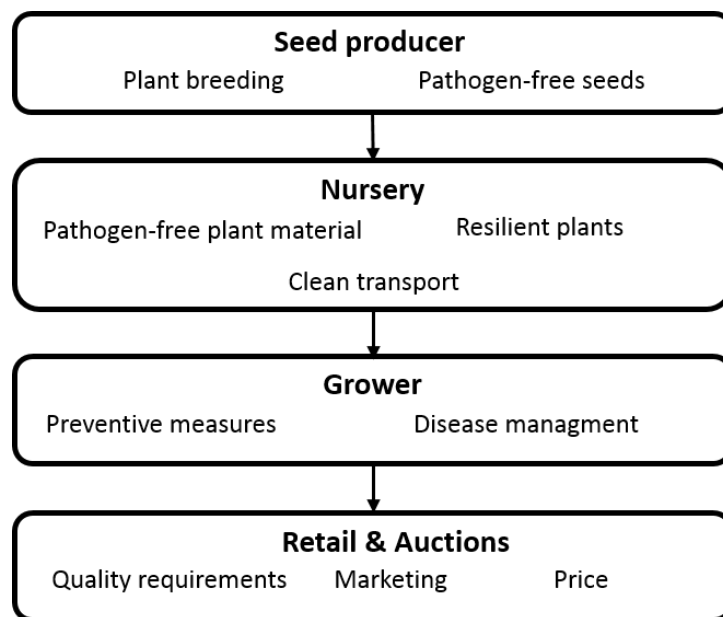 Seed producer
Plant breeding Pathogen-free seeds
Nursery
Pathogen-free plant material Resilient plants
Clean transport
Grower
Preventive measures Disease managment
Retail & Auctions
Quality requirements Marketing Price